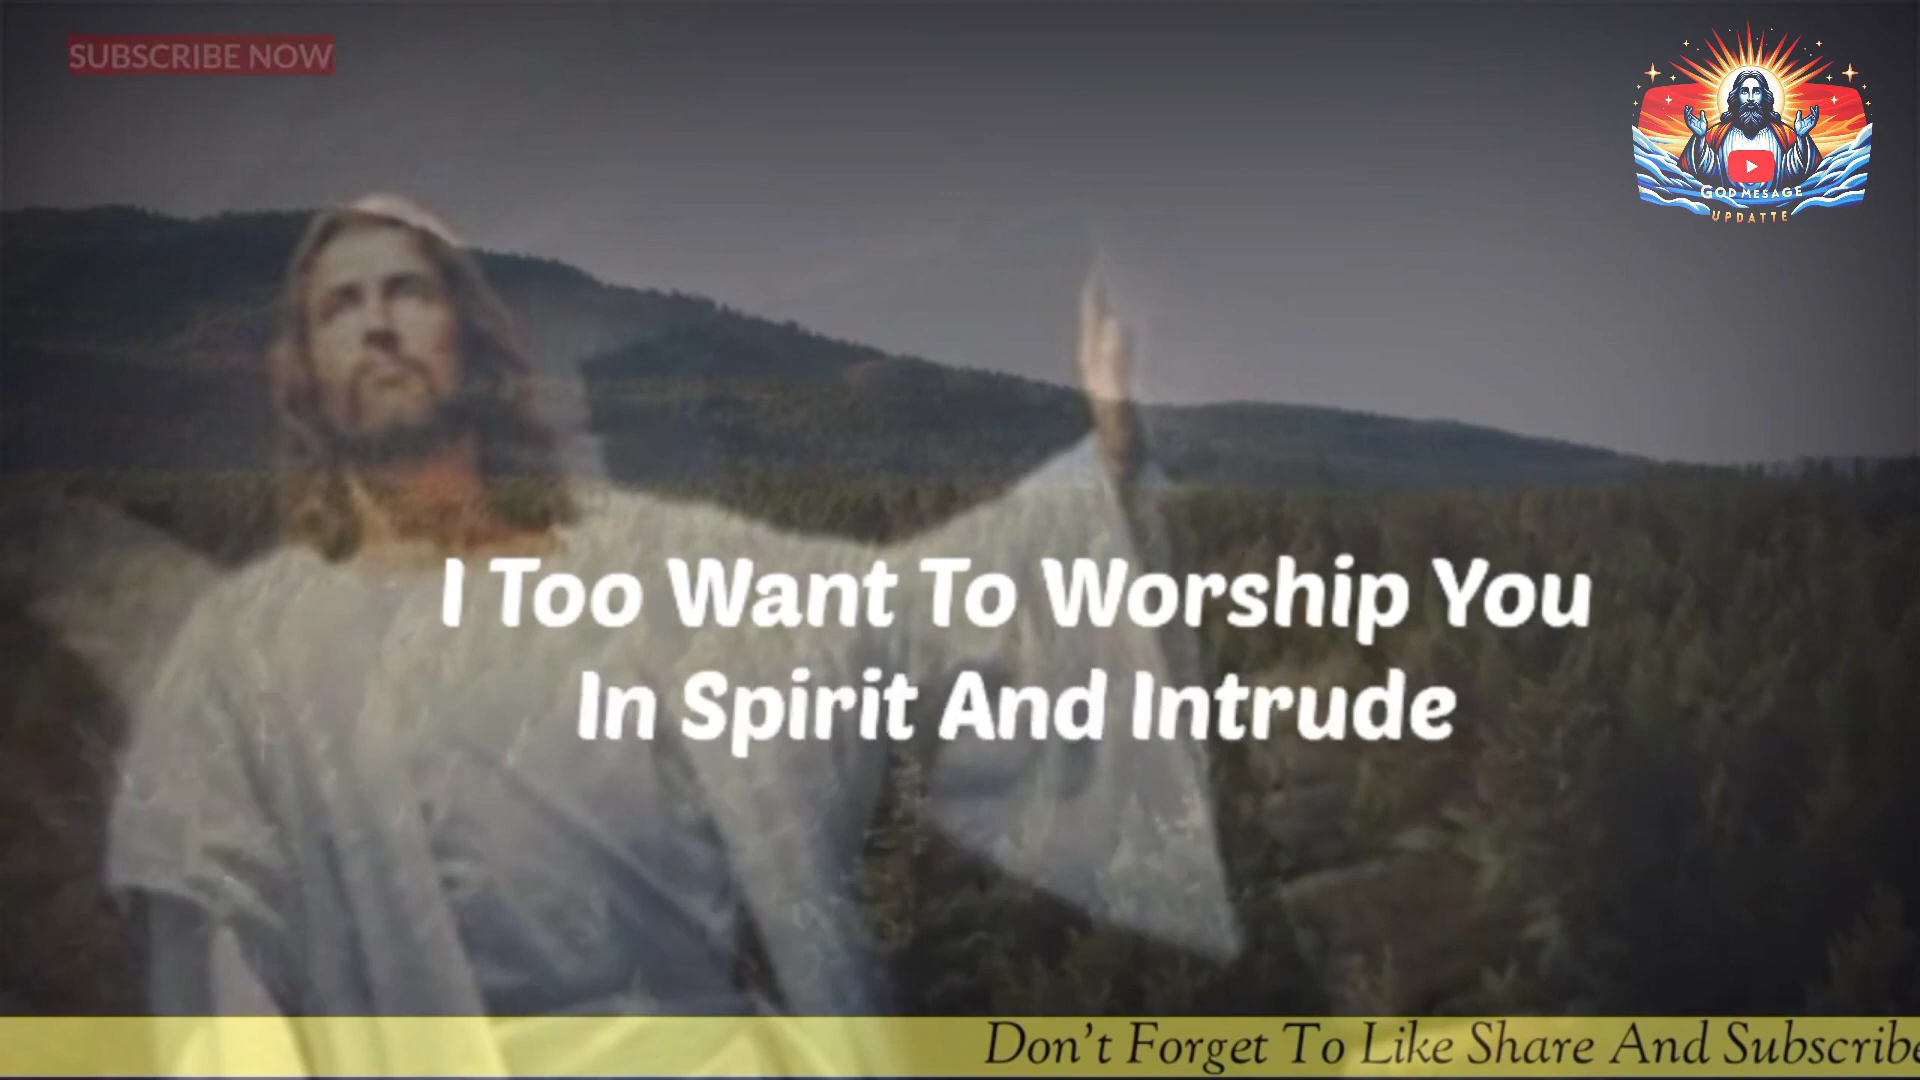 SUBSCRIBE NOW
GOD MESAGE
UPDATTE
I Too Want To Worship You
In Spirit And Intrude
Don't Forget To Like Share And Subscribe